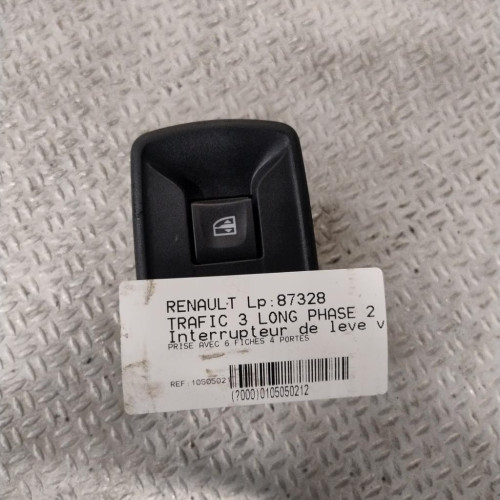 RENAULT Lp:87328
TRAFIC 3 LONG PHASE 2
Interrupteur de leve v
PRISE AVEC 6 FICHES 4 PORTES
REF:1050502
(7000)0105050212